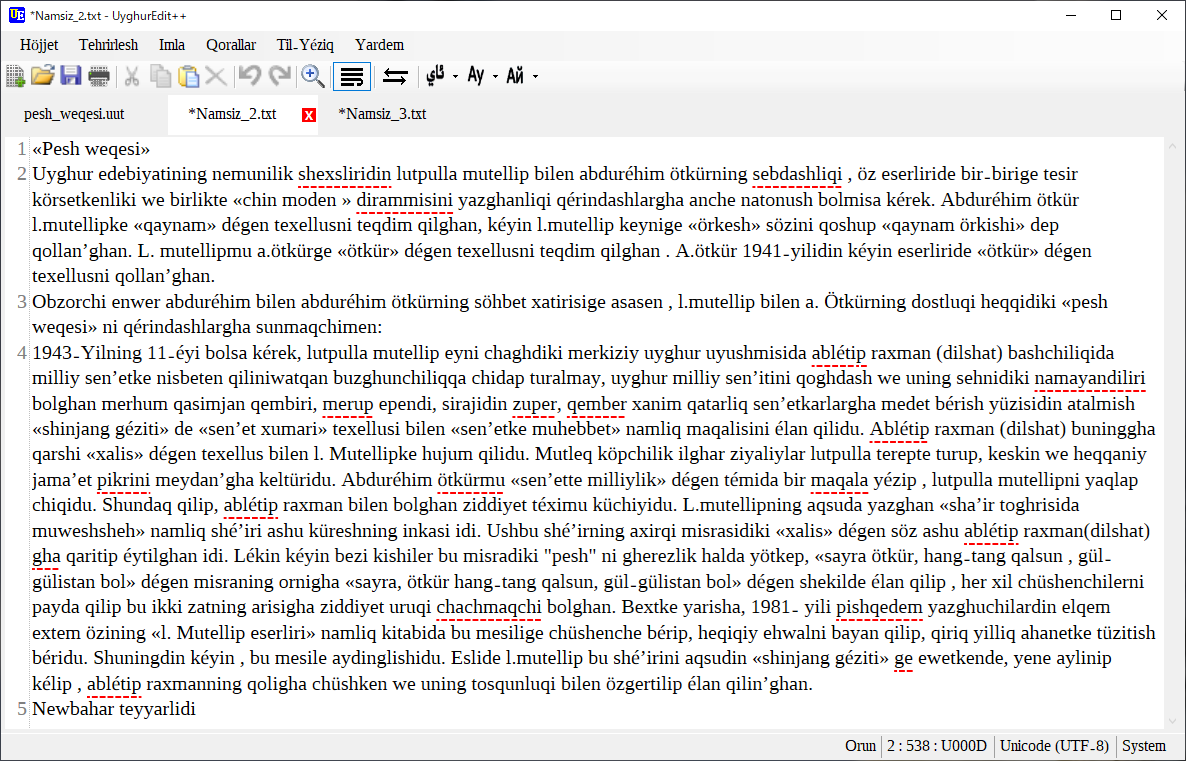 *Namsiz_2.txt - UyghurEdit++
Höjjet Tehrirlesh Imla Qorallar Til-Yéziq Yardem
ئاي Ay Ай
pesh_weqesi.uut *Namsiz_2.txt x *Namsiz_3.txt
1 «Pesh weqesi»
2 Uyghur edebiyatining nemunilik shexsliridin lutpulla mutellip bilen abduréhim ötkürning sebdashliqi , öz eserliride bir-birige tesir
körsetkenliki we birlikte «chin moden » dirammisini yazghanliqi qérindashlargha anche natonush bolmisa kérek. Abduréhim ötkür
l.mutellipke «qaynam» dégen texellusni teqdim qilghan, kéyin l.mutellip keynige «örkesh» sözini qoshup «qaynam örkishi» dep
qollan’ghan. L. mutellipmu a.ötkürge «ötkür» dégen texellusni teqdim qilghan . A.ötkür 1941-yilidin kéyin eserliride «ötkür» dégen
texellusni qollan’ghan.
3 Obzorchi enwer abduréhim bilen abduréhim ötkürning söhbet xatirisige asasen , l.mutellip bilen a. Ötkürning dostluqi heqqidiki «pesh
weqesi» ni qérindashlargha sunmaqchimen:
4 1943-Yilning 11-éyi bolsa kérek, lutpulla mutellip eyni chaghdiki merkiziy uyghur uyushmisida ablétip raxman (dilshat) bashchiliqida
milliy sen’etke nisbeten qiliniwatqan buzghunchiliqqa chidap turalmay, uyghur milliy sen’itini qoghdash we uning sehnidiki namayandiliri
bolghan merhum qasimjan qembiri, menup ependi, sirajidin zuper, qember xanim qatarliq sen’etkarlargha medet bérish yüzisidin atalmish
«shinjang géziti» de «sen’et xumari» texellusi bilen «sen’etke muhebbet» namliq maqalisini élan qilidu. Ablétip raxman (dilshat) buninggha
qarshi «xalis» dégen texellus bilen l. Mutellipke hujum qilidu. Mutleq köpchilik ilghar ziyaliylar lutpulla terepte turup, keskin we heqqaniy
jama’et pikrini meydan’gha keltüridu. Abduréhim ötkürmu «sen’ette milliylik» dégen témida bir maqala yézip , lutpulla mutellipni yaqlap
chiqidu. Shundaq qilip, ablétip raxman bilen bolghan ziddiyet téximu küchiyidu. L.mutellipning aqsuda yazghan «sha’ir toghrisida
muweshsheh» namliq shé’iri ashu küreshning inkasi idi. Ushbu shé’irning axirqi misrasidiki «xalis» dégen söz ashu ablétip raxman(dilshat)
gha qaritip éytilghan idi. Lékin kéyin bezi kishiler bu misradiki "pesh" ni gherezlik halda yötkep, «sayra ötkür, hang-tang qalsun , gül-
gülistan bol» dégen misraning ornigha «sayra, ötkür hang-tang qalsun, gül-gülistan bol» dégen shekilde élan qilip , her xil chüshenchilerni
payda qilip bu ikki zatning arisigha ziddiyet uruqi chachmaqchi bolghan. Bextke yarisha, 1981- yili pishqedem yazghuchilardin elqem
extem özining «l. Mutellip eserliri» namliq kitabida bu mesilige chüshenche bérip, heqiqiy ehwalni bayan qilip, qiriq yilliq ahanetke tüzitish
béridu. Shuningdin kéyin , bu mesile aydinglishidu. Eslide l.mutellip bu shé’irini aqsudin «shinjang géziti» ge ewetkende, yene aylinip
kélip , ablétip raxmanning qoligha chüshken we uning tosqunluqi bilen özgertilip élan qilin’ghan.
5 Newbahar teyyarlidi
Orun 2 : 538 : U000D Unicode (UTF-8) System